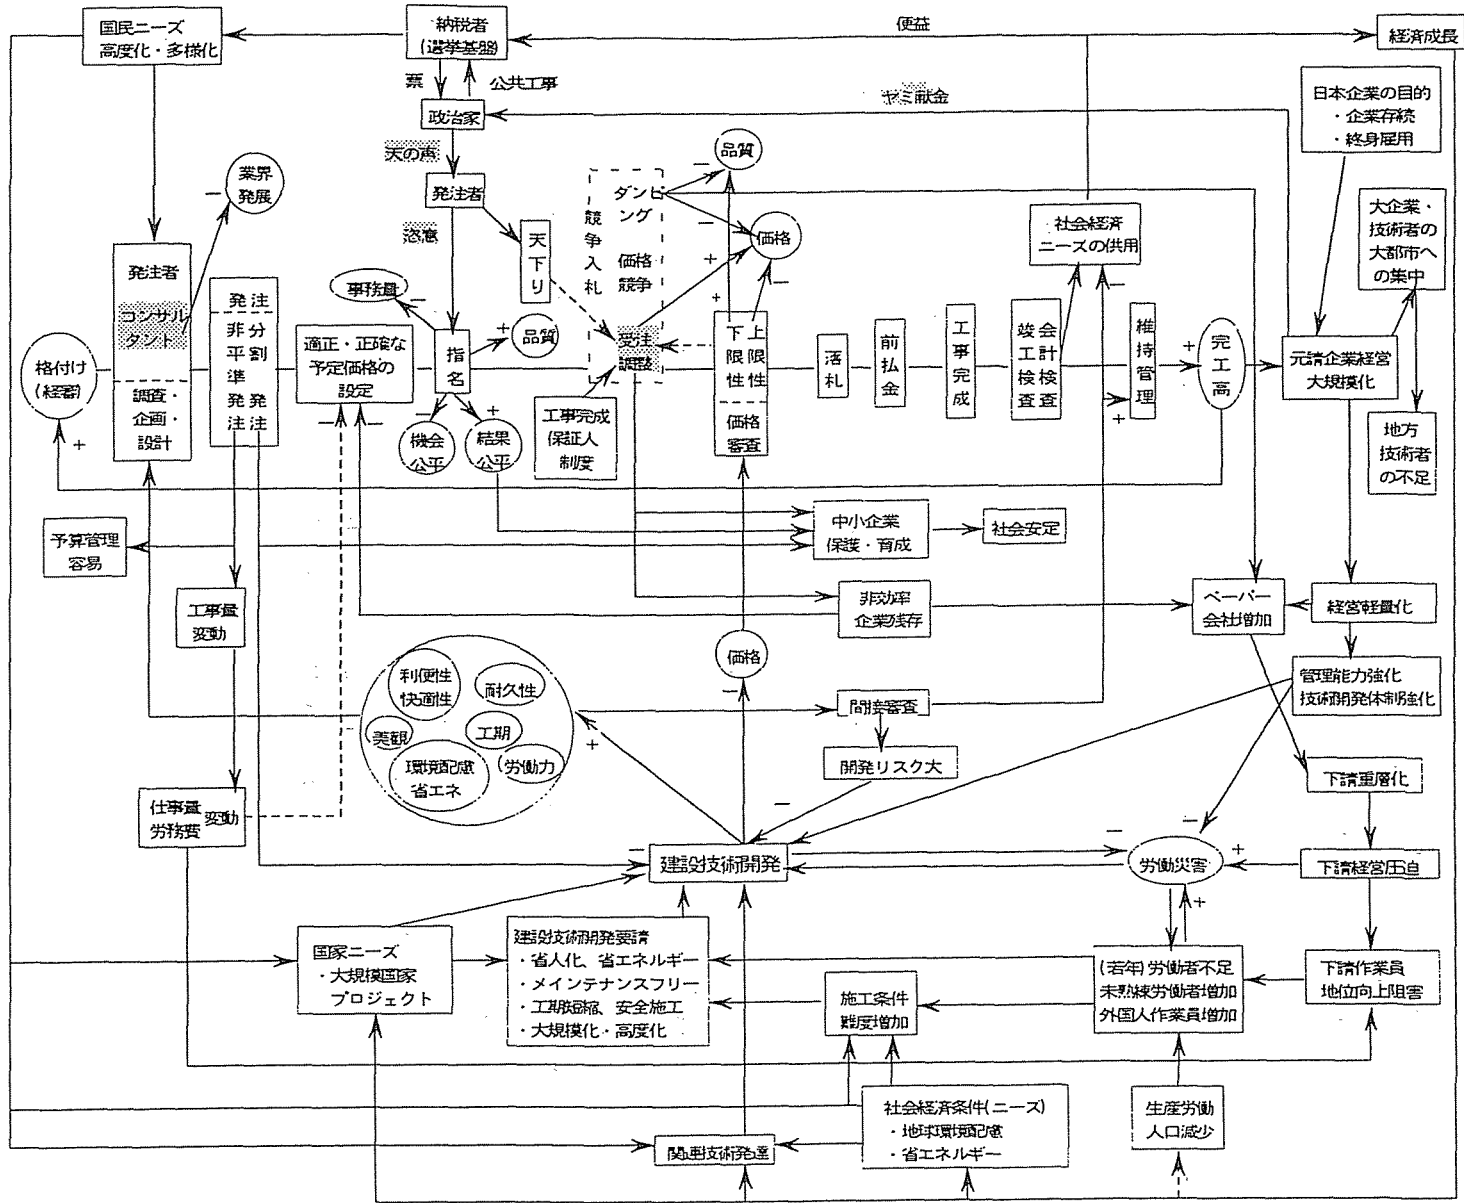 国民ニーズ
高度化・多様化
納税者
(選挙基盤)
便益
経済成長
票
公共工事
政治家
ヤミ献金
日本企業の目的
・企業存続
・終身雇用
天の声
発注者
恣意
天下り
業界
発展
−
品質
−
ダンピ
ング
競争入札
価格
競争
受注
調整
−
価格
+
−
+
社会経済
ニーズの供用
大企業・
技術者の
大都市へ
の集中
発注者
コンサル
タント
調査・
企画・
設計
発注
非平準発注
分割発注
事務量
−
+
品質
適正・正確な
予定価格の
設定
−
−
指名
−
機会
公平
+
結果
公平
工事完成
保証人
制度
上限性
下限性
価格
審査
落札
前払金
工事完成
竣工検査
会計検査
−
+
維持管理
+
完工高
元請企業経営
大規模化
格付け
(経審)
+
地方
技術者
の不足
中小企業
保護・育成
社会安定
予算管理
容易
工事量
変動
非効率
企業残存
ペーパー
会社増加
経営軽量化
価格
−
利便性
快適性
耐久性
美観
工期
環境配慮
省エネ
労働力
+
間接審査
管理能力強化
技術開発体制強化
開発リスク大
−
下請重層化
仕事量
労務費
変動
−
建設技術開発
−
−
労働災害
+
下請経営圧迫
+
国家ニーズ
・大規模国家
プロジェクト
建設技術開発要請
・省人化、省エネルギー
・メインテナンスフリー
・工期短縮、安全施工
・大規模化・高度化
施工条件
難度増加
(若年)労働者不足
未熟練労働者増加
外国人作業員増加
下請作業員
地位向上阻害
社会経済条件(ニーズ)
・地球環境配慮
・省エネルギー
生産労働
人口減少
関連技術発達